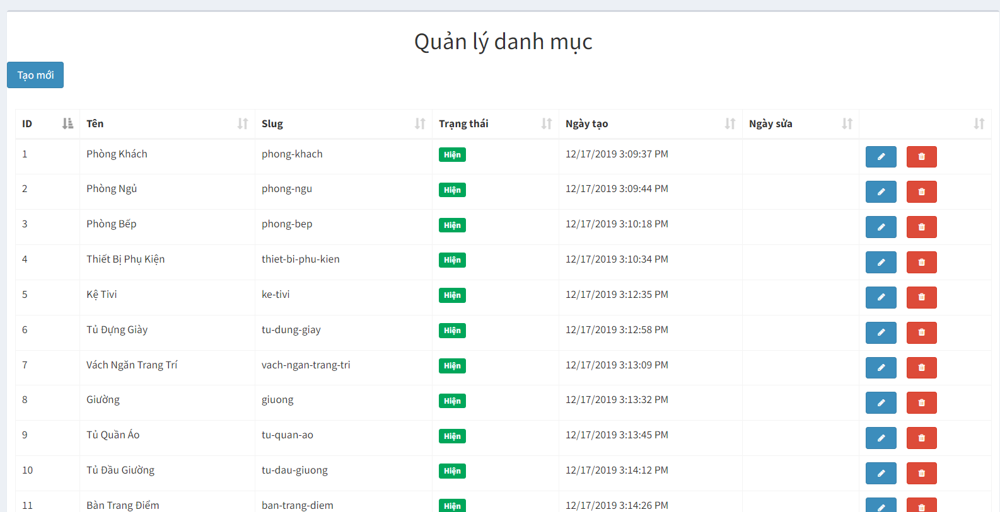 Quản lý danh mục
Tạo mới
ID Tên Slug Trạng thái Ngày tạo Ngày sửa
1 Phòng Khách phong-khach Hiện 12/17/2019 3:09:37 PM
2 Phòng Ngủ phong-ngu Hiện 12/17/2019 3:09:44 PM
3 Phòng Bếp phong-bep Hiện 12/17/2019 3:10:18 PM
4 Thiết Bị Phụ Kiện thiet-bi-phu-kien Hiện 12/17/2019 3:10:34 PM
5 Kệ Tivi ke-tivi Hiện 12/17/2019 3:12:35 PM
6 Tủ Đựng Giày tu-dung-giay Hiện 12/17/2019 3:12:58 PM
7 Vách Ngăn Trang Trí vach-ngan-trang-tri Hiện 12/17/2019 3:13:09 PM
8 Giường giuong Hiện 12/17/2019 3:13:32 PM
9 Tủ Quần Áo tu-quan-ao Hiện 12/17/2019 3:13:45 PM
10 Tủ Đầu Giường tu-dau-giuong Hiện 12/17/2019 3:14:12 PM
11 Bàn Trang Điểm ban-trang-diem Hiện 12/17/2019 3:14:26 PM